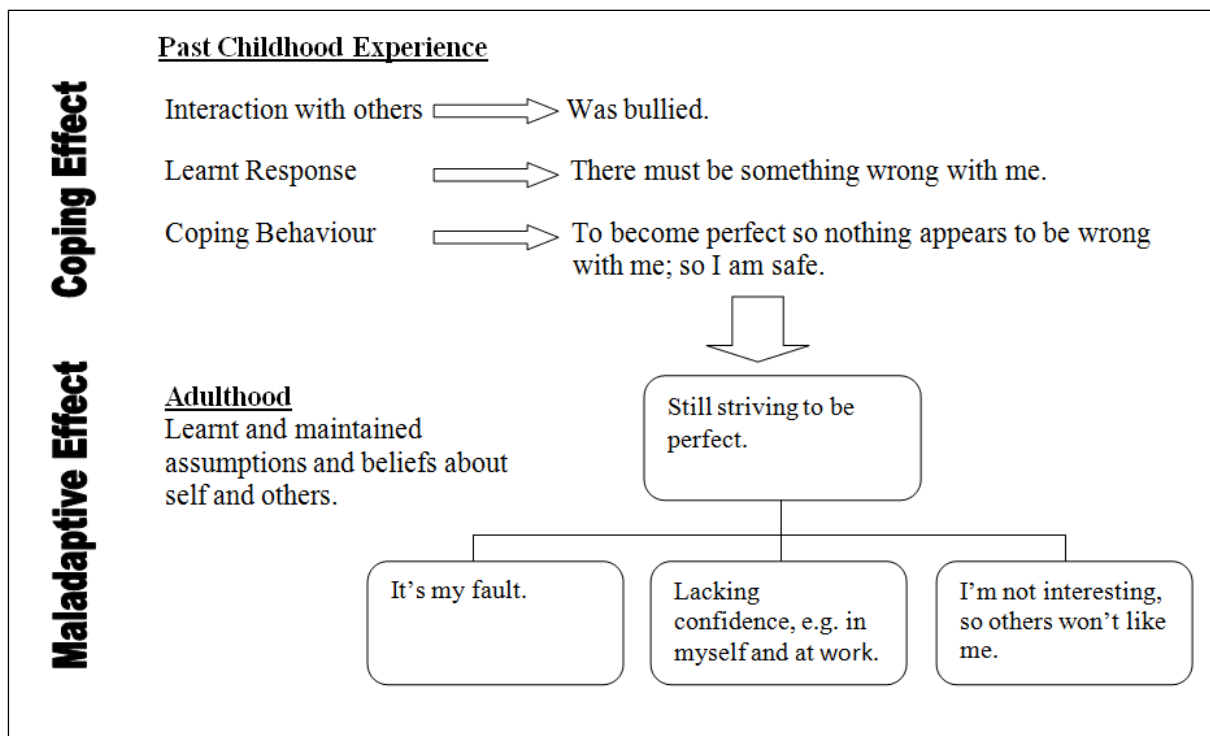 Coping Effect
Past Childhood Experience
Interaction with others
Was bullied.
Learnt Response
There must be something wrong with me.
Coping Behaviour
To become perfect so nothing appears to be wrong
with me; so I am safe.
Maladaptive Effect
Adulthood
Learnt and maintained
assumptions and beliefs about
self and others.
Still striving to be
perfect.
It’s my fault.
Lacking
confidence, e.g. in
myself and at work.
I’m not interesting,
so others won’t like
me.